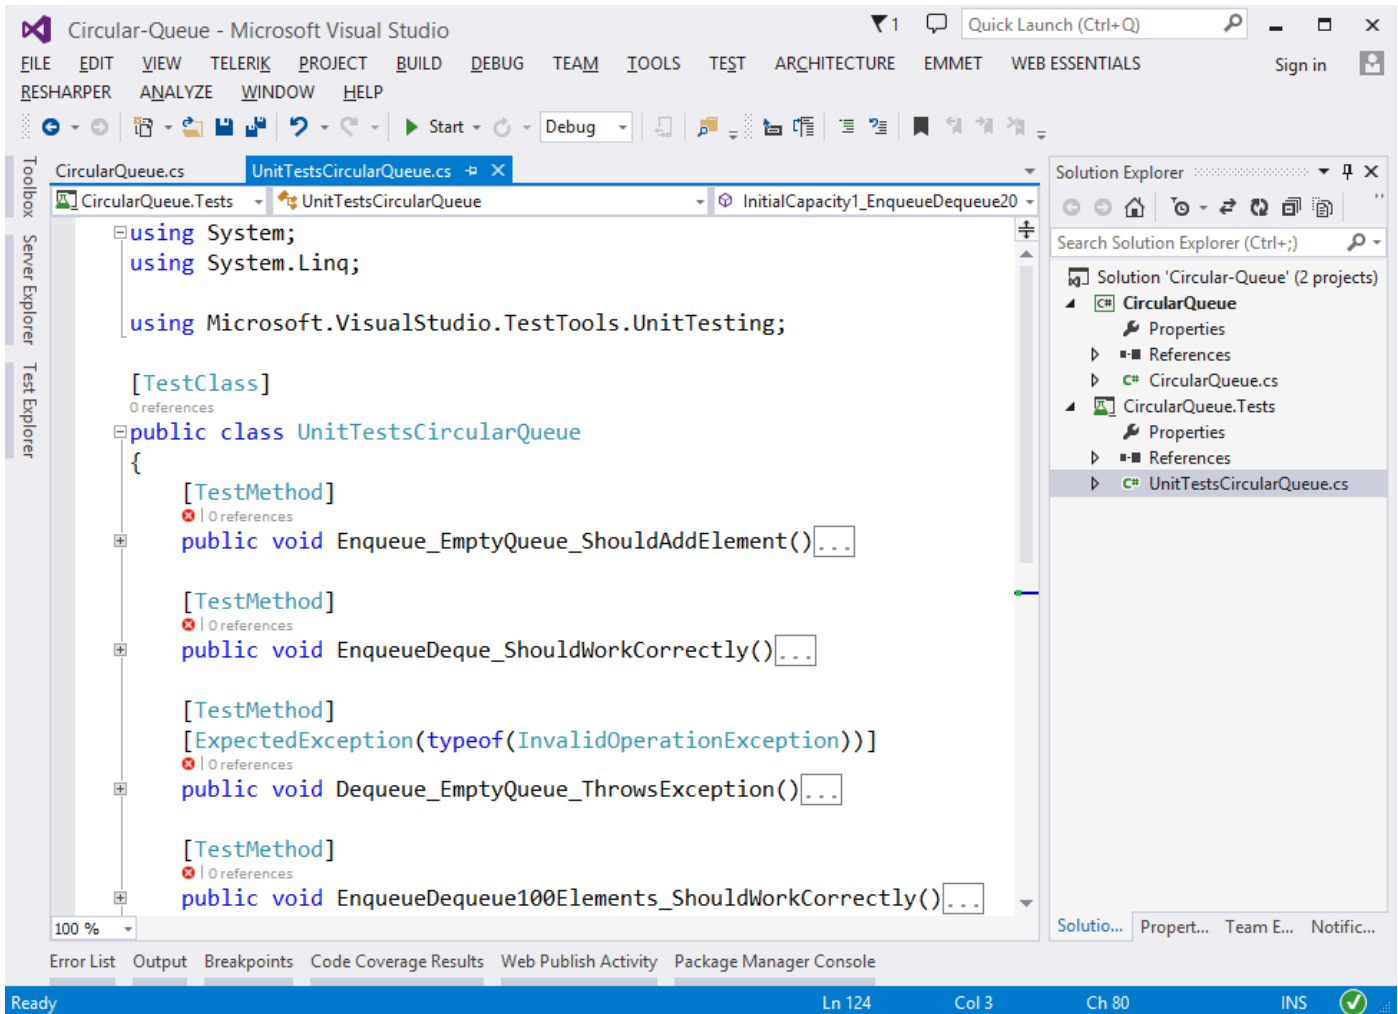 Circular-Queue - Microsoft Visual Studio
1
Quick Launch (Ctrl+Q)
FILE EDIT VIEW TELERIK PROJECT BUILD DEBUG TEAM TOOLS TEST ARCHITECTURE EMMET WEB ESSENTIALS Sign in
RESHARPER ANALYZE WINDOW HELP
Start Debug
Toolbox
Server Explorer
Test Explorer
CircularQueue.cs UnitTestsCircularQueue.cs
CircularQueue.Tests UnitTestsCircularQueue InitialCapacity1_EnqueueDequeue20
using System;
using System.Linq;
using Microsoft.VisualStudio.TestTools.UnitTesting;
[TestClass]
0 references
public class UnitTestsCircularQueue
{
[TestMethod]
0 references
public void Enqueue_EmptyQueue_ShouldAddElement()...
[TestMethod]
0 references
public void EnqueueDeque_ShouldWorkCorrectly()...
[TestMethod]
[ExpectedException(typeof(InvalidOperationException))]
0 references
public void Dequeue_EmptyQueue_ThrowsException()...
[TestMethod]
0 references
public void EnqueueDequeue100Elements_ShouldWorkCorrectly()...
100 %
Solution Explorer
Search Solution Explorer (Ctrl+;)
Solution 'Circular-Queue' (2 projects)
C# CircularQueue
Properties
References
C# CircularQueue.cs
CircularQueue.Tests
Properties
References
C# UnitTestsCircularQueue.cs
Solutio... Propert... Team E... Notific...
Error List Output Breakpoints Code Coverage Results Web Publish Activity Package Manager Console
Ready Ln 124 Col 3 Ch 80 INS